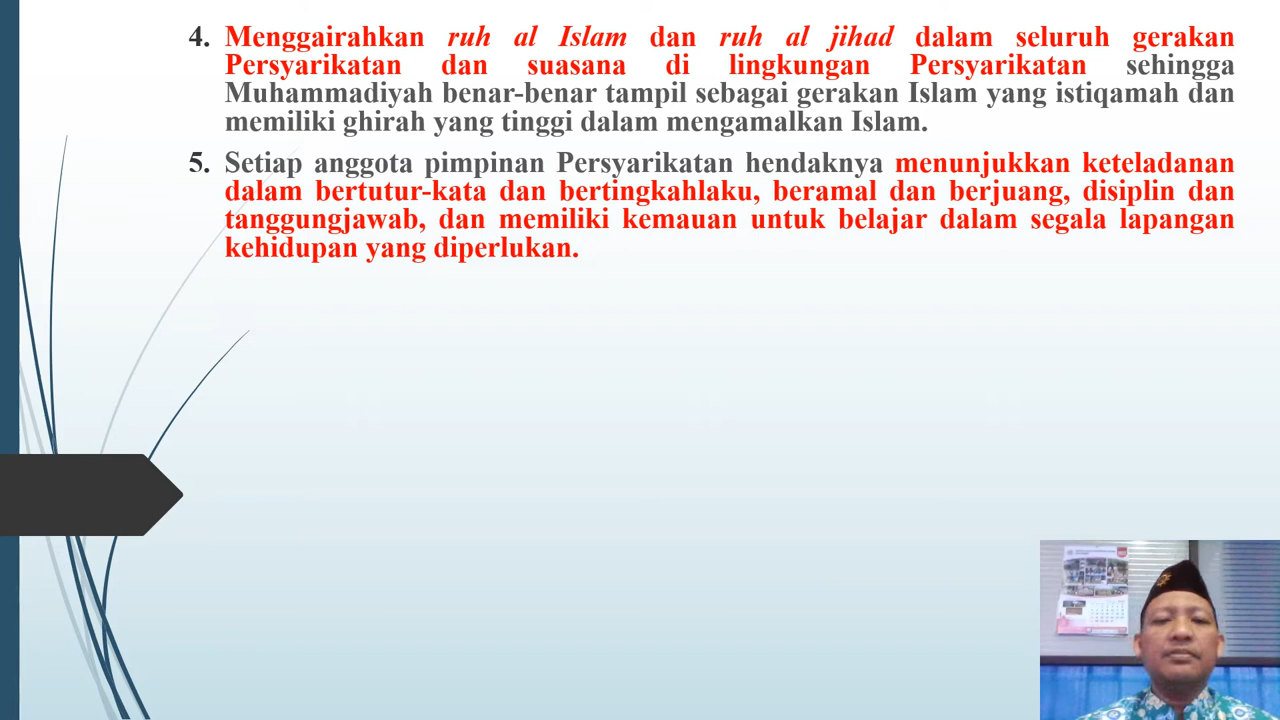 4. Menggairahkan ruh al Islam dan ruh al jihad dalam seluruh gerakan
Persyarikatan dan suasana di lingkungan Persyarikatan sehingga
Muhammadiyah benar-benar tampil sebagai gerakan Islam yang istiqamah dan
memiliki ghirah yang tinggi dalam mengamalkan Islam.
5. Setiap anggota pimpinan Persyarikatan hendaknya menunjukkan keteladanan
dalam bertutur-kata dan bertingkahlaku, beramal dan berjuang, disiplin dan
tanggungjawab, dan memiliki kemauan untuk belajar dalam segala lapangan
kehidupan yang diperlukan.